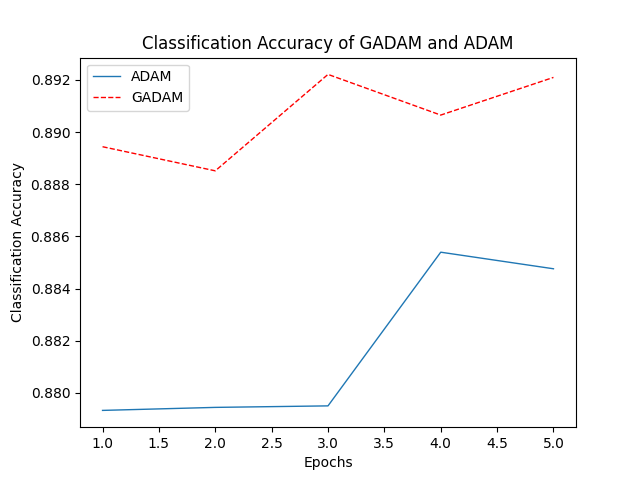 Classification Accuracy of GADAM and ADAM
ADAM
GADAM
Classification Accuracy
0.892
0.890
0.888
0.886
0.884
0.882
0.880
1.0 1.5 2.0 2.5 3.0 3.5 4.0 4.5 5.0
Epochs